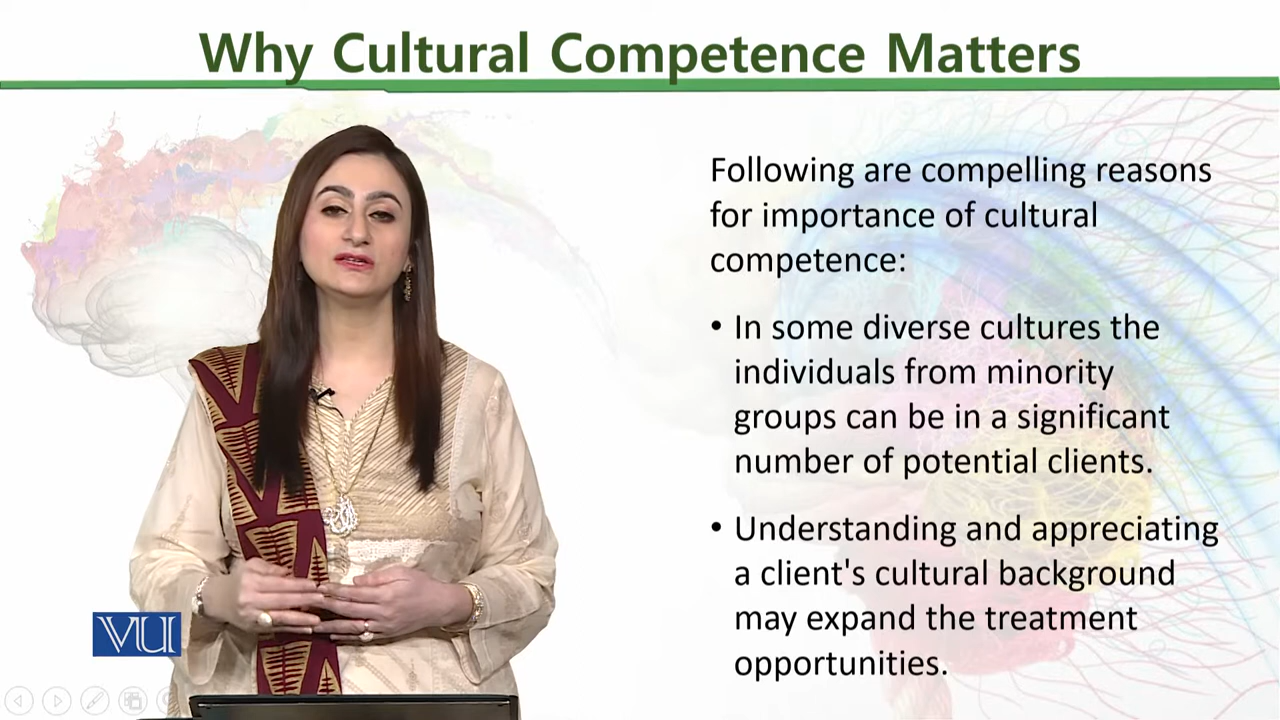 Why Cultural Competence Matters
Following are compelling reasons
for importance of cultural
competence:
• In some diverse cultures the
individuals from minority
groups can be in a significant
number of potential clients.
• Understanding and appreciating
a client's cultural background
may expand the treatment
opportunities.
VU